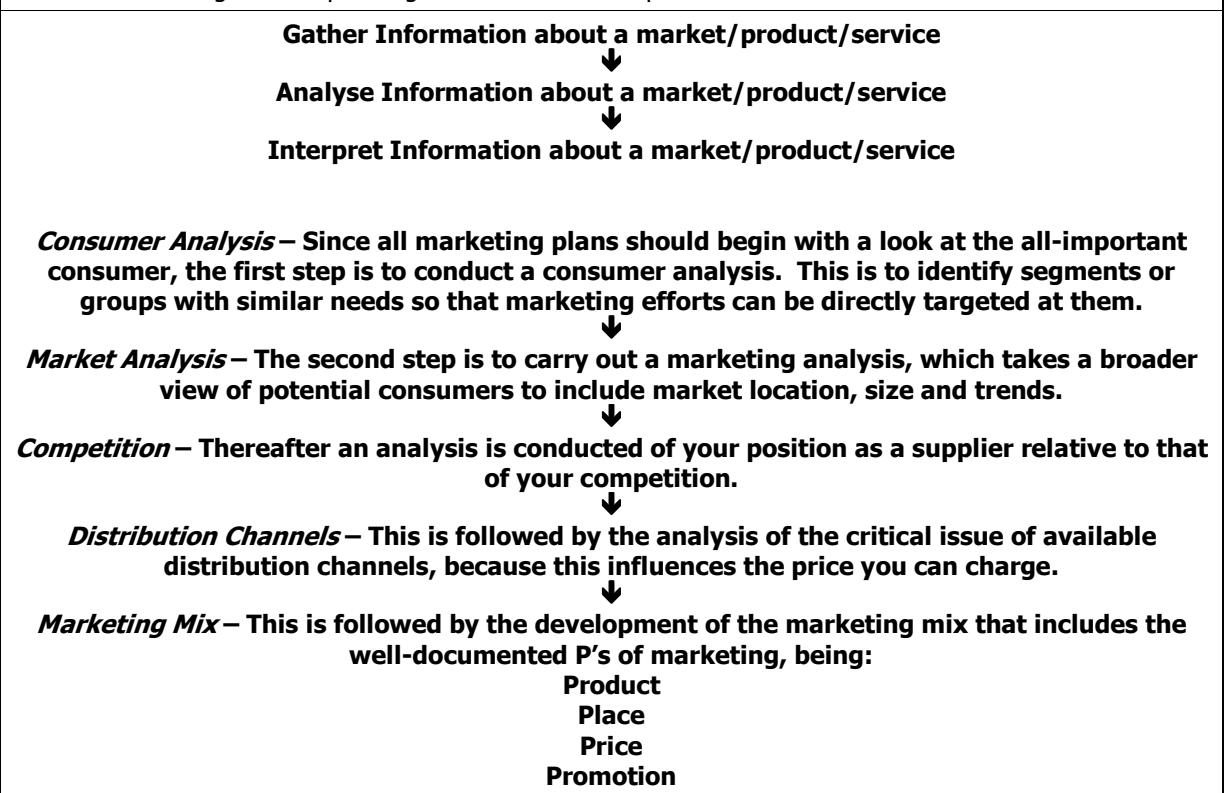 Gather Information about a market/product/service
🡻
Analyse Information about a market/product/service
🡻
Interpret Information about a market/product/service
Consumer Analysis – Since all marketing plans should begin with a look at the all-important
consumer, the first step is to conduct a consumer analysis.  This is to identify segments or
groups with similar needs so that marketing efforts can be directly targeted at them.
🡻
Market Analysis – The second step is to carry out a marketing analysis, which takes a broader
view of potential consumers to include market location, size and trends.
🡻
Competition – Thereafter an analysis is conducted of your position as a supplier relative to that
of your competition.
🡻
Distribution Channels – This is followed by the analysis of the critical issue of available
distribution channels, because this influences the price you can charge.
🡻
Marketing Mix – This is followed by the development of the marketing mix that includes the
well-documented P's of marketing, being:
Product
Place
Price
Promotion